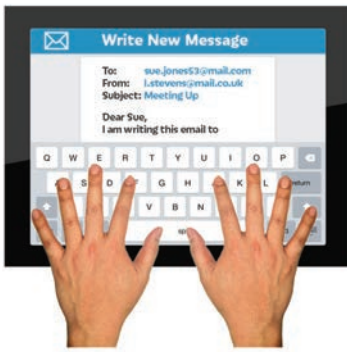 Write New Message
To: sue.jones53@mail.com
From: l.stevens@mail.co.uk
Subject: Meeting Up
Dear Sue,
I am writing this email to
Q W E R T Y U I O P
A S D F G H J K L return
V B N